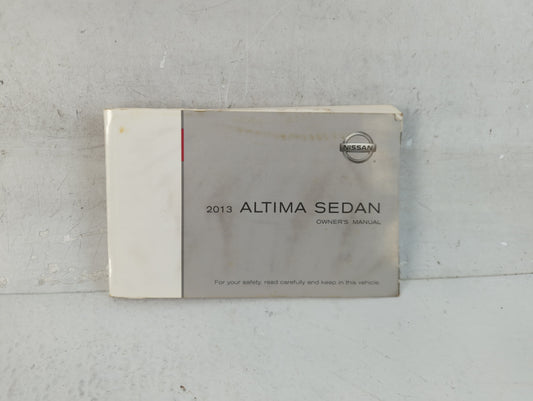 NISSAN
2013 ALTIMA SEDAN
OWNER'S MANUAL
For your safety, read carefully and keep in this vehicle.